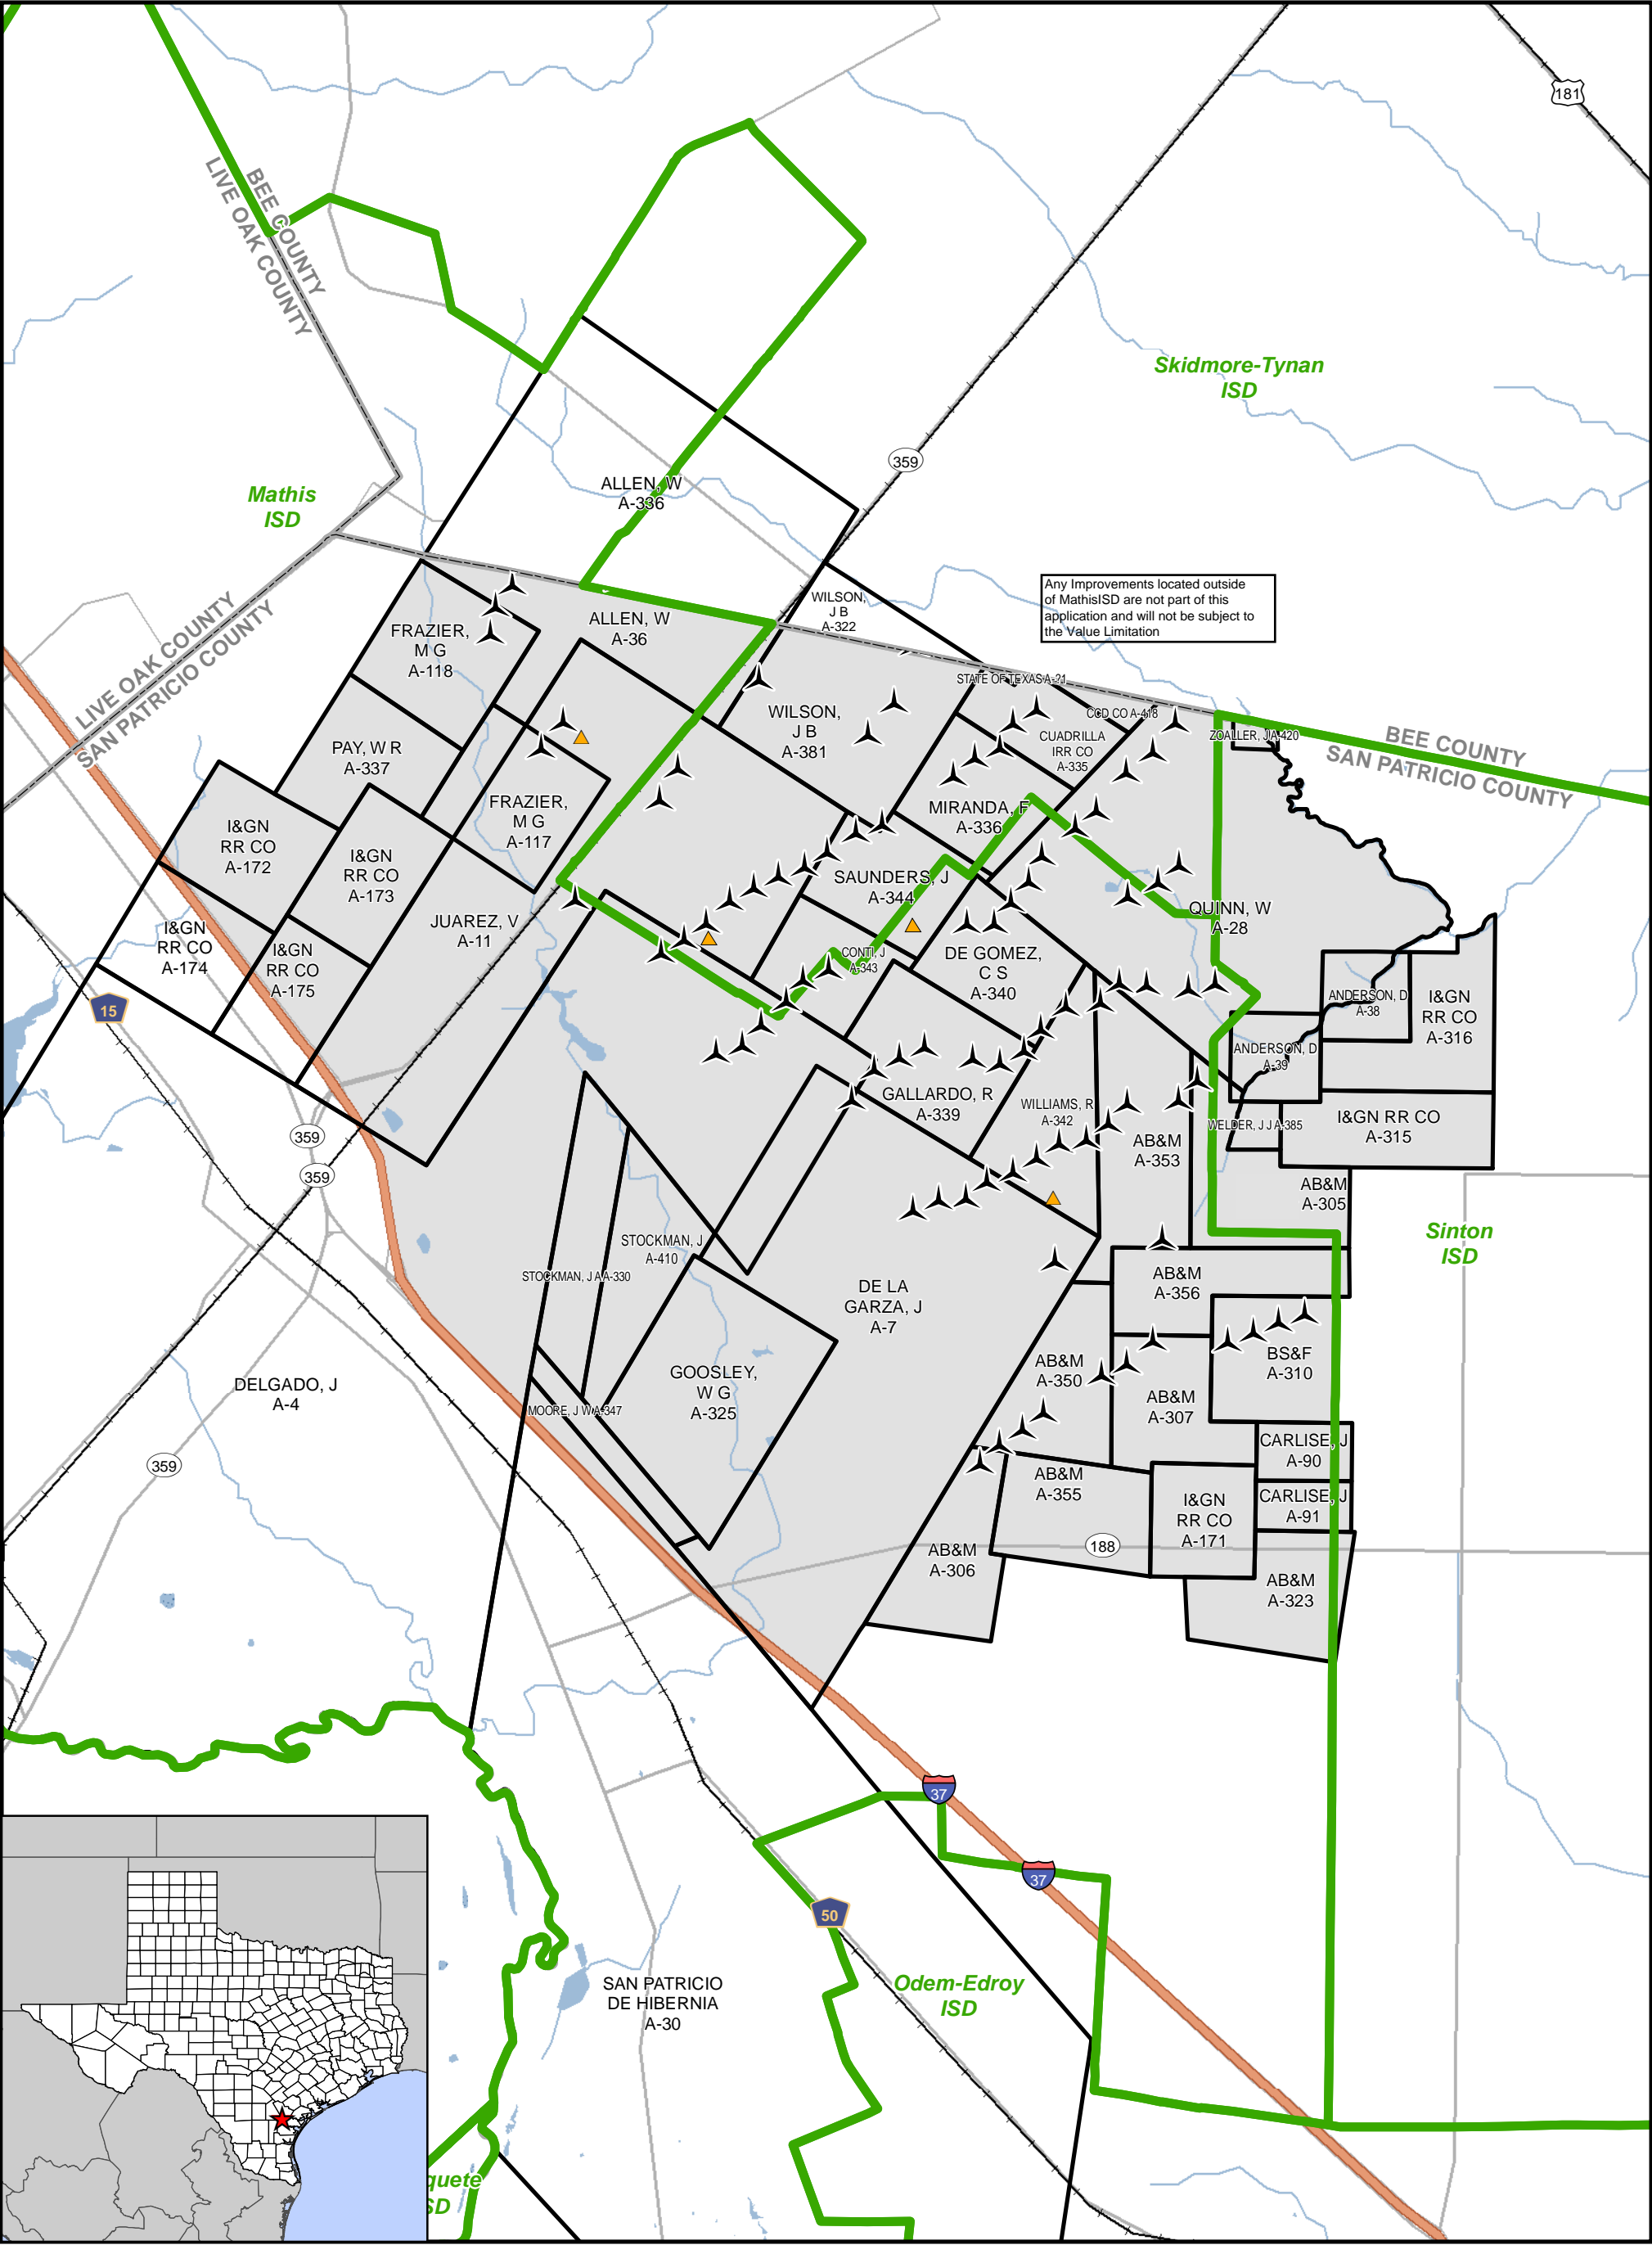 181
BEE COUNTY
LIVE OAK COUNTY
Skidmore-Tynan
ISD
359
Mathis
ISD
ALLEN, W
A-336
Any Improvements located outside
of MathisISD are not part of this
application and will not be subject to
the Value Limitation
WILSON,
J B
A-322
ALLEN, W
A-36
FRAZIER,
M G
A-118
LIVE OAK COUNTY
SAN PATRICIO COUNTY
STATE OF TEXAS A-21
CCD CO A-418
WILSON,
J B
A-381
CUADRILLA
IRR CO
A-335
ZOALLER, J A-420
BEE COUNTY
SAN PATRICIO COUNTY
PAY, W R
A-337
FRAZIER,
M G
A-117
MIRANDA, F
A-336
I&GN
RR CO
A-172
I&GN
RR CO
A-173
SAUNDERS, J
A-344
QUINN, W
A-28
JUAREZ, V
A-11
I&GN
RR CO
A-174
I&GN
RR CO
A-175
CONTI, J
A-343
DE GOMEZ,
C S
A-340
ANDERSON, D
A-38
I&GN
RR CO
A-316
15
ANDERSON, D
A-39
GALLARDO, R
A-339
WILLIAMS, R
A-342
WELDER, J J A-385
I&GN RR CO
A-315
359
AB&M
A-353
359
AB&M
A-305
Sinton
ISD
STOCKMAN, J
A-410
STOCKMAN, J A A-330
AB&M
A-356
DE LA
GARZA, J
A-7
DELGADO, J
A-4
GOOSLEY,
W G
A-325
AB&M
A-350
BS&F
A-310
AB&M
A-307
MOORE, J W A-347
359
CARLISE, J
A-90
AB&M
A-355
CARLISE, J
A-91
I&GN
RR CO
A-171
188
AB&M
A-306
AB&M
A-323
37
37
50
SAN PATRICIO
DE HIBERNIA
A-30
Odem-Edroy
ISD
quete
SD